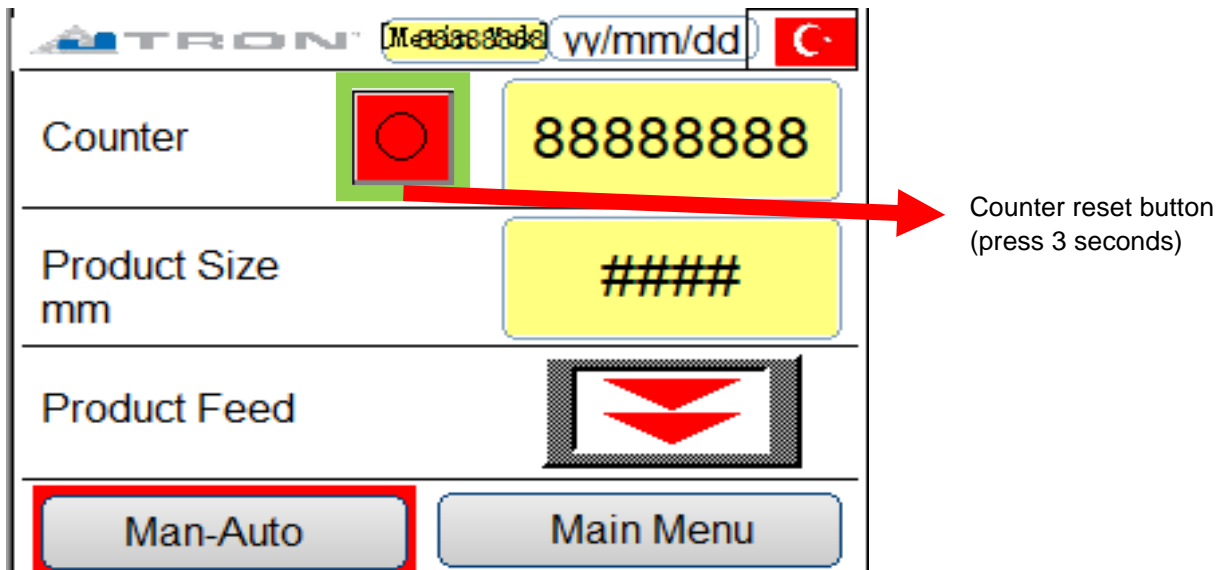 TRON
yy/mm/dd
Counter
88888888
Counter reset button
(press 3 seconds)
Product Size
mm
####
Product Feed
Man-Auto
Main Menu